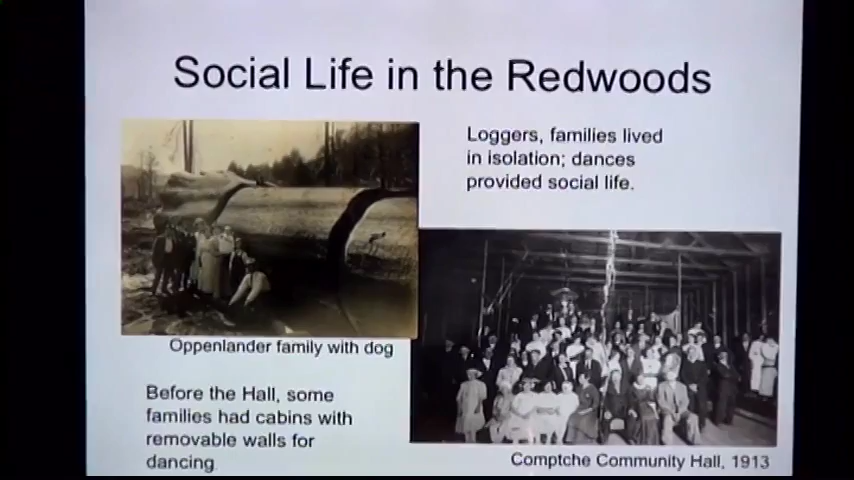 Social Life in the Redwoods
Loggers, families lived
in isolation; dances
provided social life.
Oppenlander family with dog
Before the Hall, some
families had cabins with
removable walls for
dancing
Comptche Community Hall, 1913